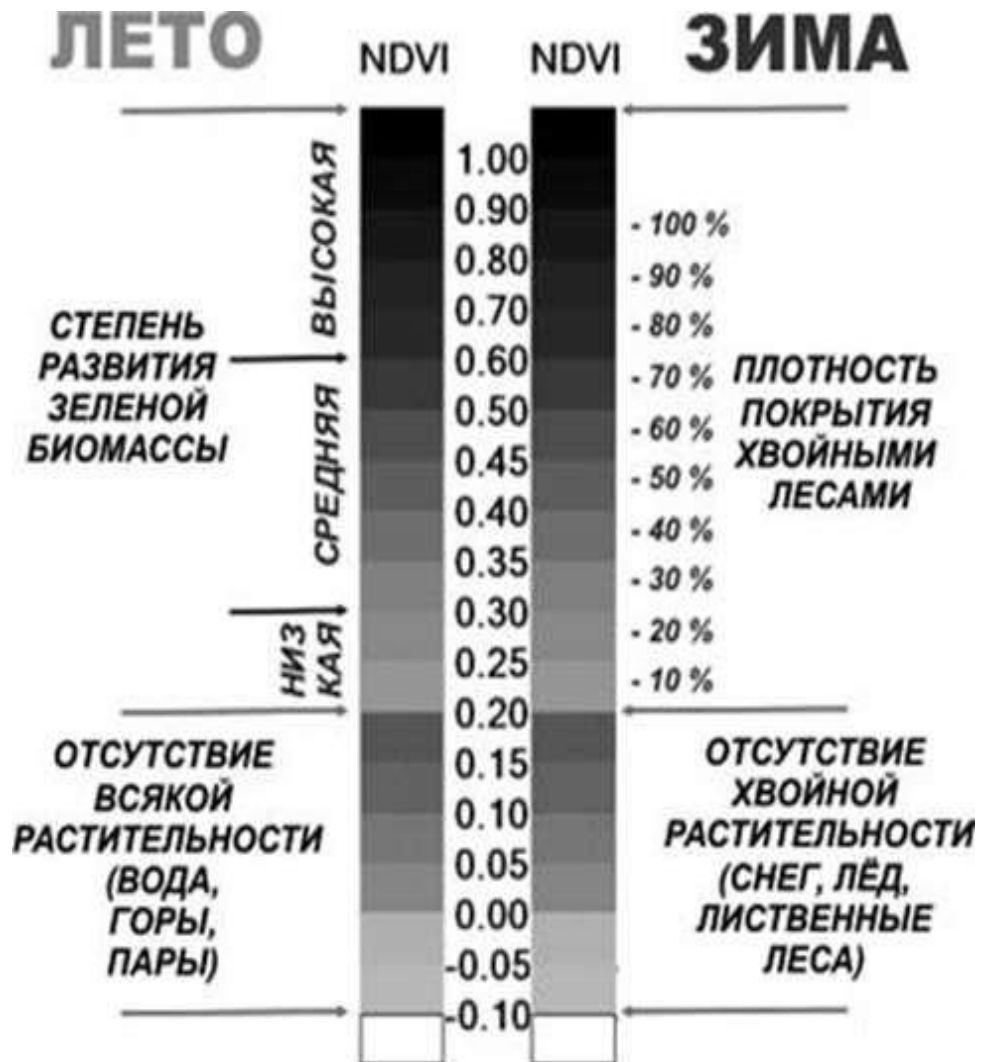 ЛЕТО
NDVI
NDVI
ЗИМА
ВЫСОКАЯ
СРЕДНЯЯ
НИЗ
КАЯ
СТЕПЕНЬ
РАЗВИТИЯ
ЗЕЛЕНОЙ
БИОМАССЫ
ОТСУТСТВИЕ
ВСЯКОЙ
РАСТИТЕЛЬНОСТИ
(ВОДА,
ГОРЫ,
ПАРЫ)
1.00
0.90
0.80
0.70
0.60
0.50
0.45
0.40
0.35
0.30
0.25
0.20
0.15
0.10
0.05
0.00
-0.05
-0.10
- 100 %
- 90 %
- 80 %
- 70 %
- 60 %
- 50 %
- 40 %
- 30 %
- 20 %
- 10 %
ПЛОТНОСТЬ
ПОКРЫТИЯ
ХВОЙНЫМИ
ЛЕСАМИ
ОТСУТСТВИЕ
ХВОЙНОЙ
РАСТИТЕЛЬНОСТИ
(СНЕГ, ЛЁД,
ЛИСТВЕННЫЕ
ЛЕСА)